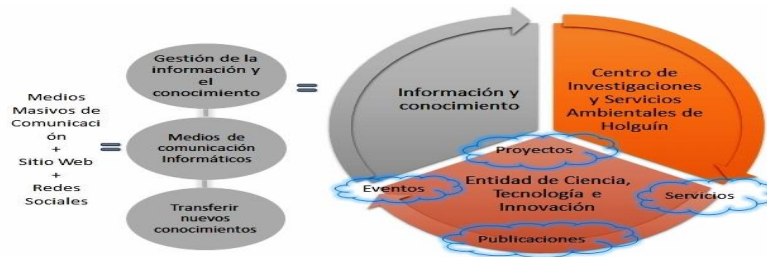 Medios
Masivos de
Comunicaci
ón
+
Sitio Web
+
Redes
Sociales
=
Gestión de la
información y
el
conocimiento
Medios de
comunicación
Informáticos
Transferir
nuevos
conocimientos
=
Información y
conocimiento
Centro de
Investigaciones
y Servicios
Ambientales de
Holguín
Proyectos
Eventos
Entidad de Ciencia,
Tecnología e
Innovación
Servicios
Publicaciones